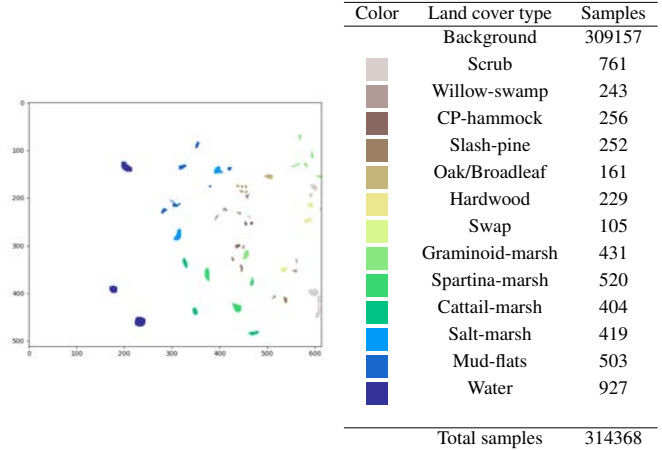 Color Land cover type Samples
Background 309157
Scrub 761
Willow-swamp 243
CP-hammock 256
Slash-pine 252
Oak/Broadleaf 161
Hardwood 229
Swap 105
Graminoid-marsh 431
Spartina-marsh 520
Cattail-marsh 404
Salt-marsh 419
Mud-flats 503
Water 927
Total samples 314368
0
100
200
300
400
500
0 100 200 300 400 500 600